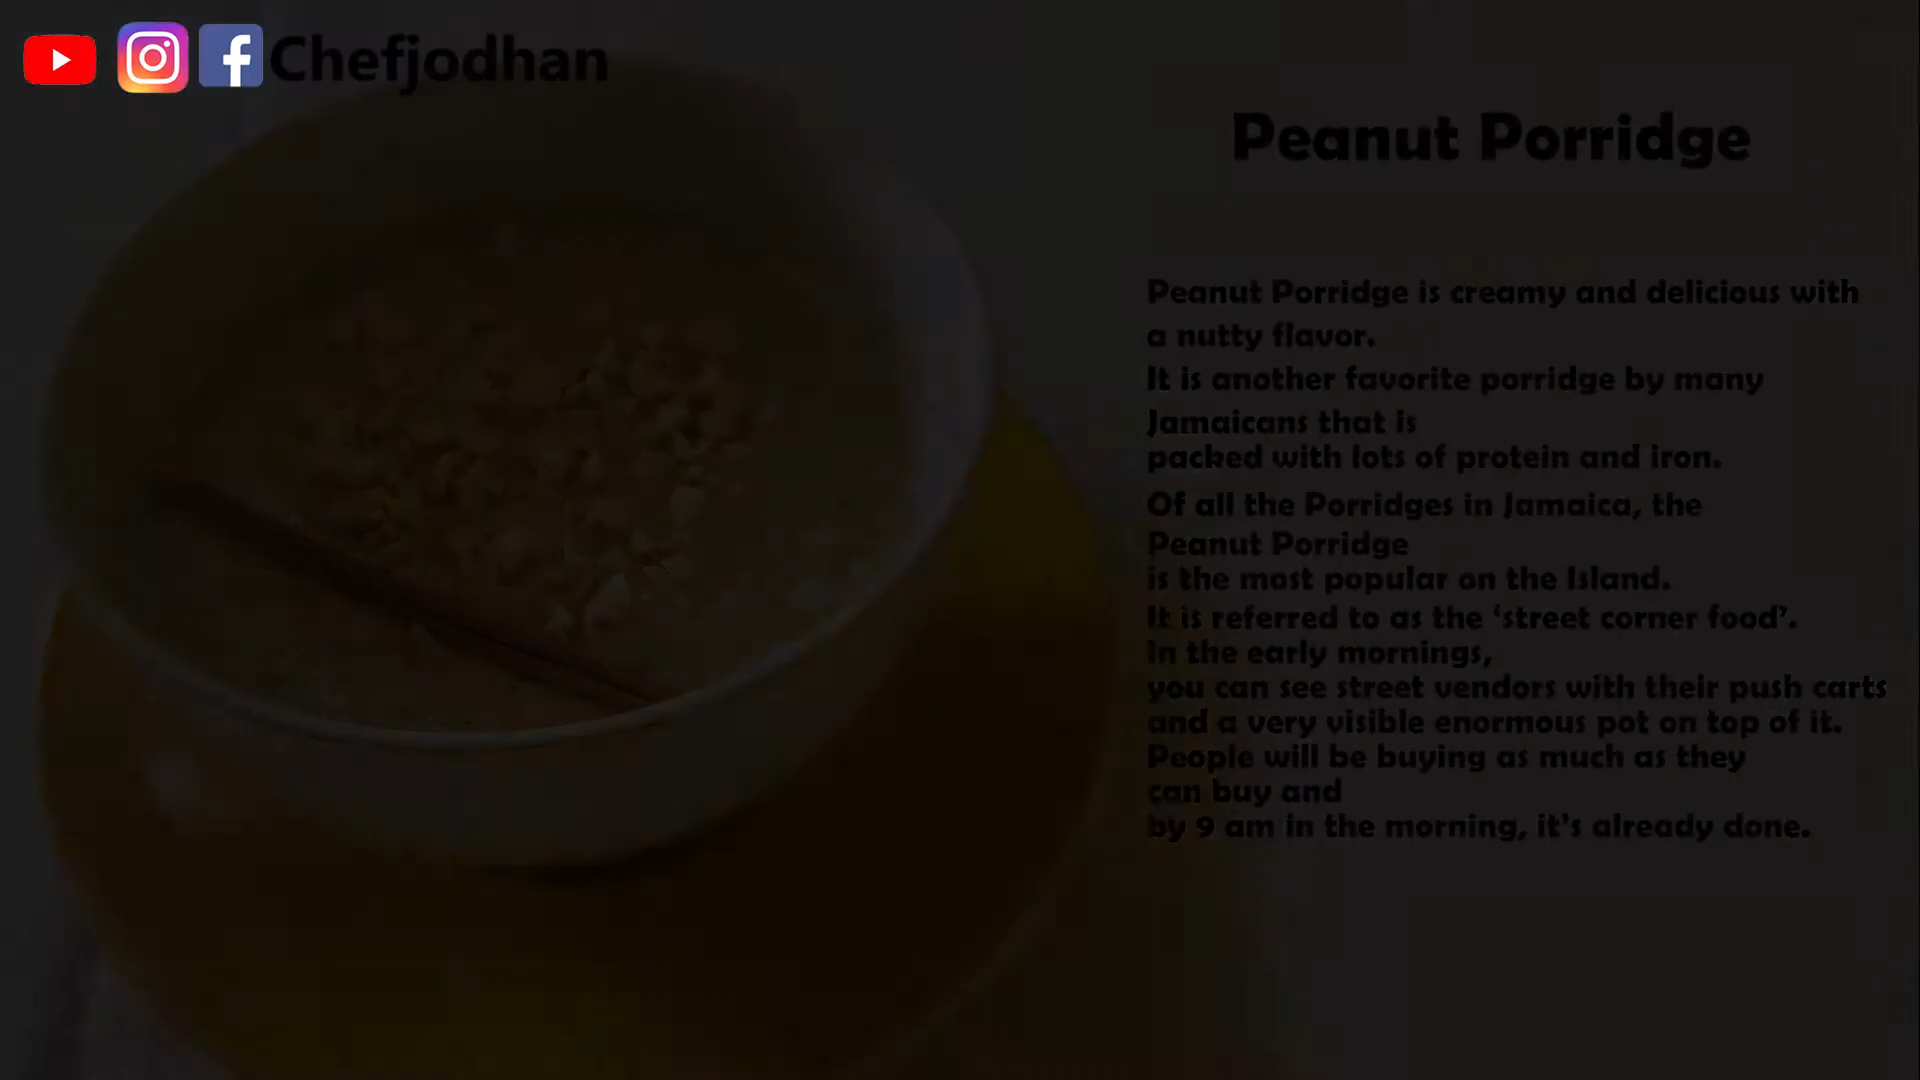 Chefjodhan
Peanut Porridge
Peanut Porridge is creamy and delicious with
a nutty flavor.
It is another favorite porridge by many
Jamaicans that is
packed with lots of protein and iron.
Of all the Porridges in Jamaica, the
Peanut Porridge
is the most popular on the Island.
It is referred to as the ‘street corner food’.
In the early mornings,
you can see street vendors with their push carts
and a very visible enormous pot on top of it.
People will be buying as much as they
can buy and
by 9 am in the morning, it’s already done.